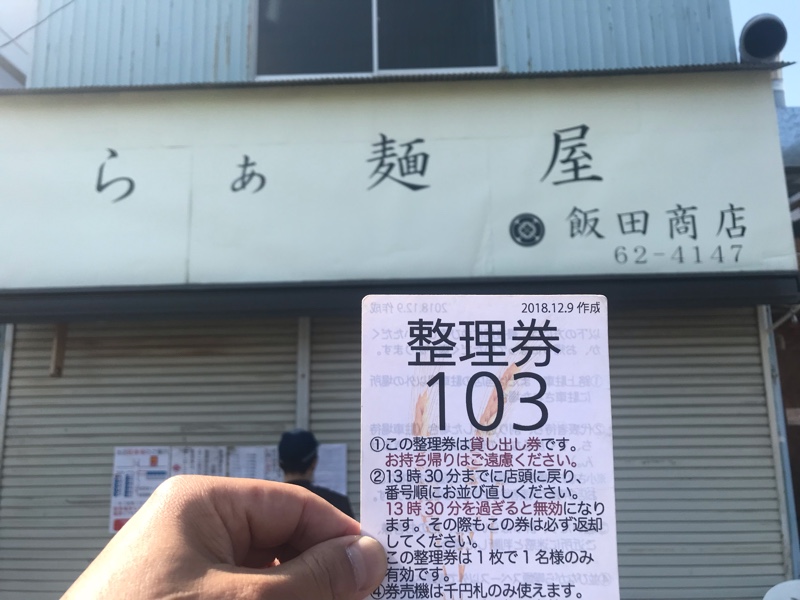 らぁ麺屋
飯田商店
62-4147
2018.12.9 作成
整理券
103
①この整理券は貸し出し券です。
お持ち帰りはご遠慮ください。
②13時30分までに店頭に戻り、
番号順にお並び直しください。
13時30分を過ぎると無効になり
ます。その際もこの券は必ず返却
してください。
この整理券は1枚で1名様のみ
有効です。
④券売機は千円札のみ使えます。